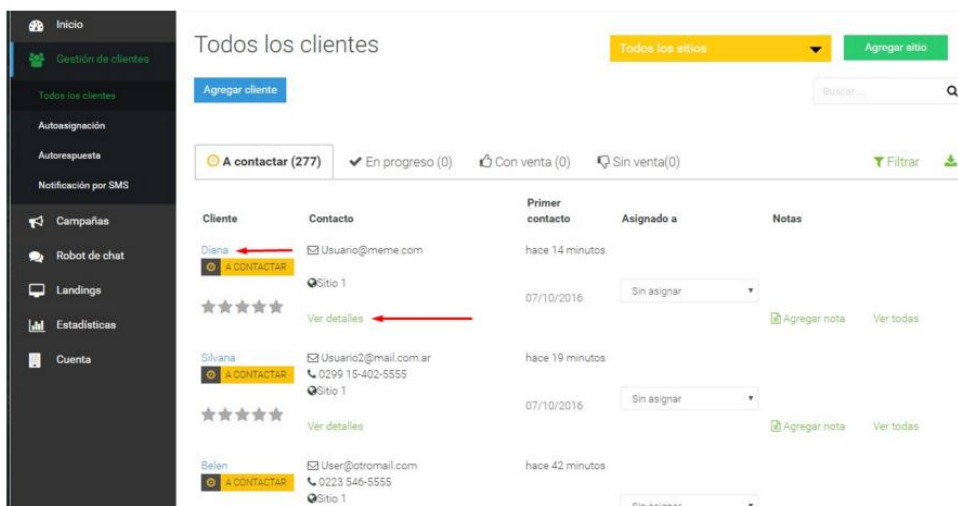 Inicio
Gestión de clientes
Todos los clientes
Autoasignación
Autorespuesta
Notificación por SMS
Campañas
Robot de chat
Landings
Estadísticas
Cuenta
Todos los clientes
Todos los sitios
Agregar sitio
Agregar cliente
Buscar...
A contactar (277)
En progreso (0)
Con venta (0)
Sin venta(0)
Filtrar
Cliente
Contacto
Primer
contacto
Asignado a
Notas
Diana
A CONTACTAR
Usuario@meme.com
Sitio 1
Ver detalles
hace 14 minutos
07/10/2016
Sin asignar
Agregar nota
Ver todas
Silvana
A CONTACTAR
Usuario2@mail.com.ar
0299 15-402-5555
Sitio 1
Ver detalles
hace 19 minutos
07/10/2016
Sin asignar
Agregar nota
Ver todas
Belen
A CONTACTAR
User@otromail.com
0223 546-5555
Sitio 1
hace 42 minutos
Sin asignar